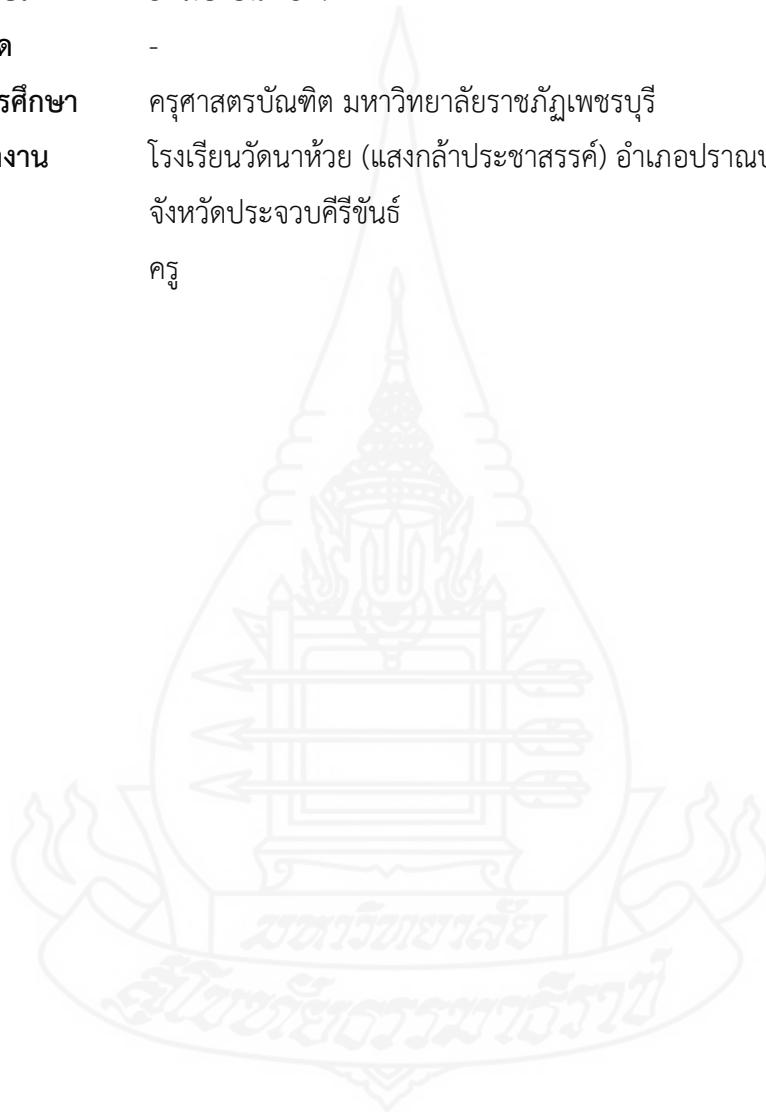 ด -
รศึกษา ครุศาสตรบัณฑิต มหาวิทยาลัยราชภัฏเพชรบุรี
งาน โรงเรียนวัดนาห้วย (แสงกล้าประชาสรรค์) อำเภอปราณ
จังหวัดประจวบคีรีขันธ์
ครู
มหาวิทยาลัย
สุโขทัยธรรมาธิราช